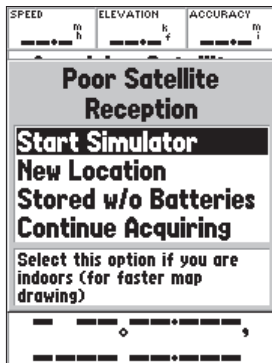 SPEED ELEVATION ACCURACY
m h k f m i
Poor Satellite
Reception
Start Simulator
New Location
Stored w/o Batteries
Continue Acquiring
Select this option if you are
indoors (for faster map
drawing)